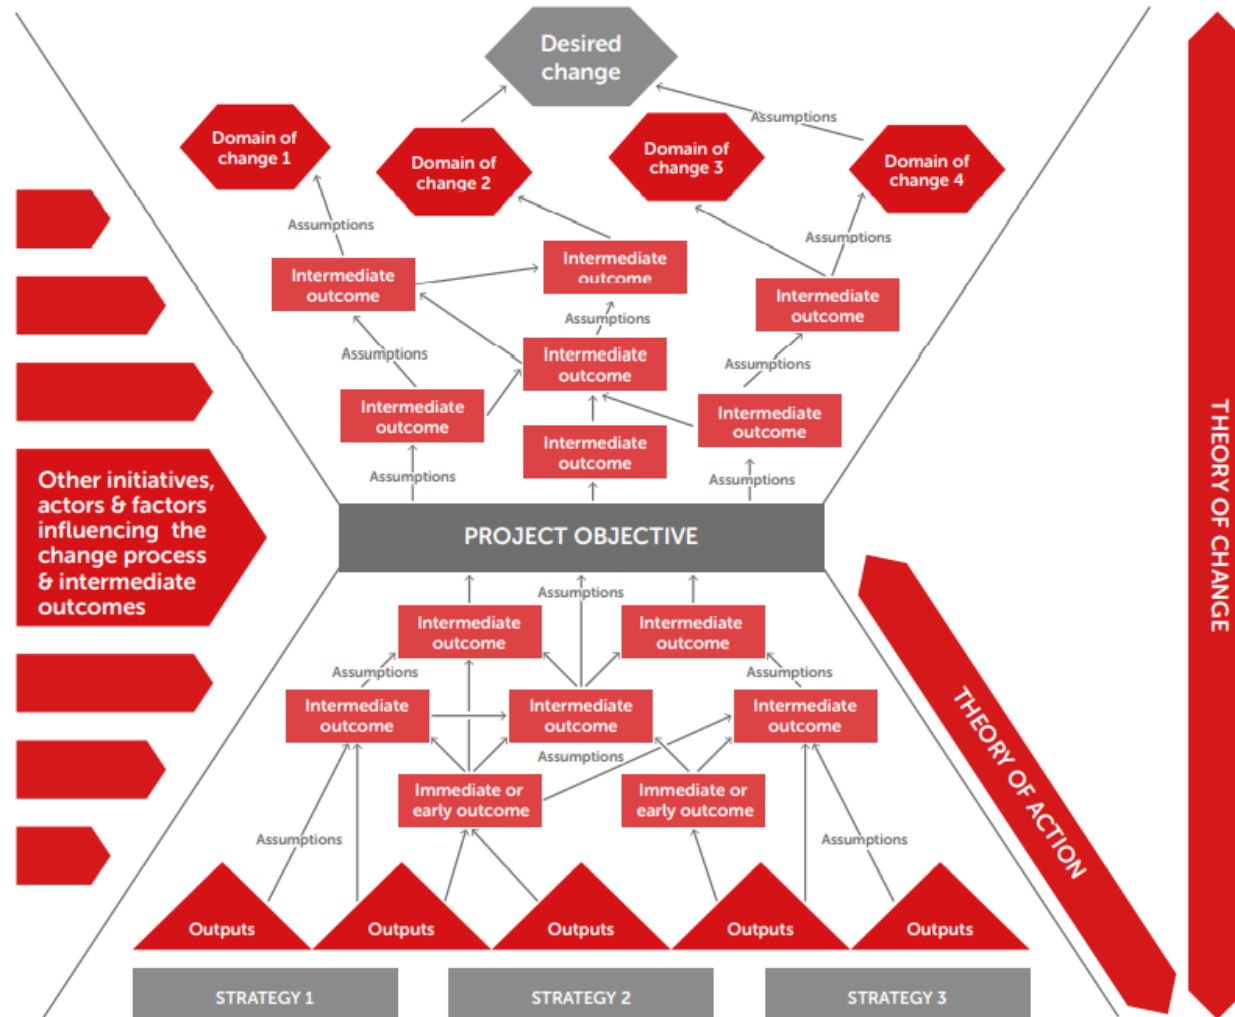 Desired
change
Assumptions
Domain of
change 1
Domain of
change 2
Domain of
change 3
Domain of
change 4
Assumptions
Assumptions
Intermediate
outcome
Intermediate
outcome
Intermediate
outcome
Assumptions
Assumptions
Intermediate
outcome
Assumptions
Intermediate
outcome
Intermediate
outcome
Intermediate
outcome
Assumptions
Assumptions
Other initiatives,
actors & factors
influencing the
change process
& intermediate
outcomes
PROJECT OBJECTIVE
Assumptions
Intermediate
outcome
Intermediate
outcome
Assumptions
Assumptions
Intermediate
outcome
Intermediate
outcome
Intermediate
outcome
Assumptions
Immediate or
early outcome
Immediate or
early outcome
Assumptions
Assumptions
Outputs
Outputs
Outputs
Outputs
Outputs
STRATEGY 1
STRATEGY 2
STRATEGY 3
THEORY OF ACTION
THEORY OF CHANGE